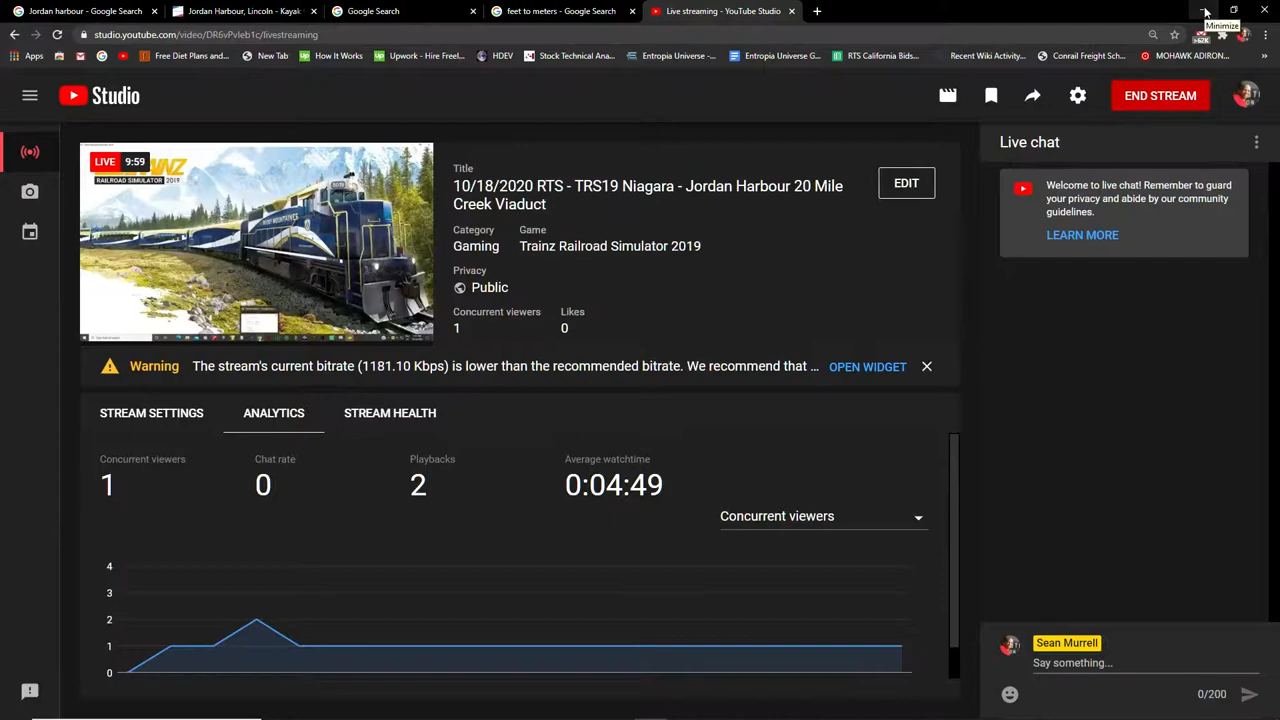 Jordan harbour - Google Search
Jordan Harbour, Lincoln - Kayak
Google Search
feet to meters - Google Search
Live streaming - YouTube Studio
Minimize
studio.youtube.com/video/DR6vPvIeb1c/livestreaming
>62K
Apps
Free Diet Plans and...
New Tab
How It Works
Upwork - Hire Freel...
HDEV
Stock Technical Ana...
Entropia Universe -...
Entropia Universe G...
RTS California Bids...
Recent Wiki Activity...
Conrail Freight Sch...
MOHAWK ADIRON...
Studio
END STREAM
LIVE 9:59
RAILROAD SIMULATOR 2019
Title
10/18/2020 RTS - TRS19 Niagara - Jordan Harbour 20 Mile
Creek Viaduct
EDIT
Category Game
Gaming Trainz Railroad Simulator 2019
Privacy
Public
Concurrent viewers Likes
1 0
Warning The stream's current bitrate (1181.10 Kbps) is lower than the recommended bitrate. We recommend that ... OPEN WIDGET
STREAM SETTINGS ANALYTICS STREAM HEALTH
Concurrent viewers Chat rate Playbacks Average watchtime
1 0 2 0:04:49
Concurrent viewers
4
3
2
1
0
Live chat
Welcome to live chat! Remember to guard
your privacy and abide by our community
guidelines.
LEARN MORE
Sean Murrell
Say something...
0/200